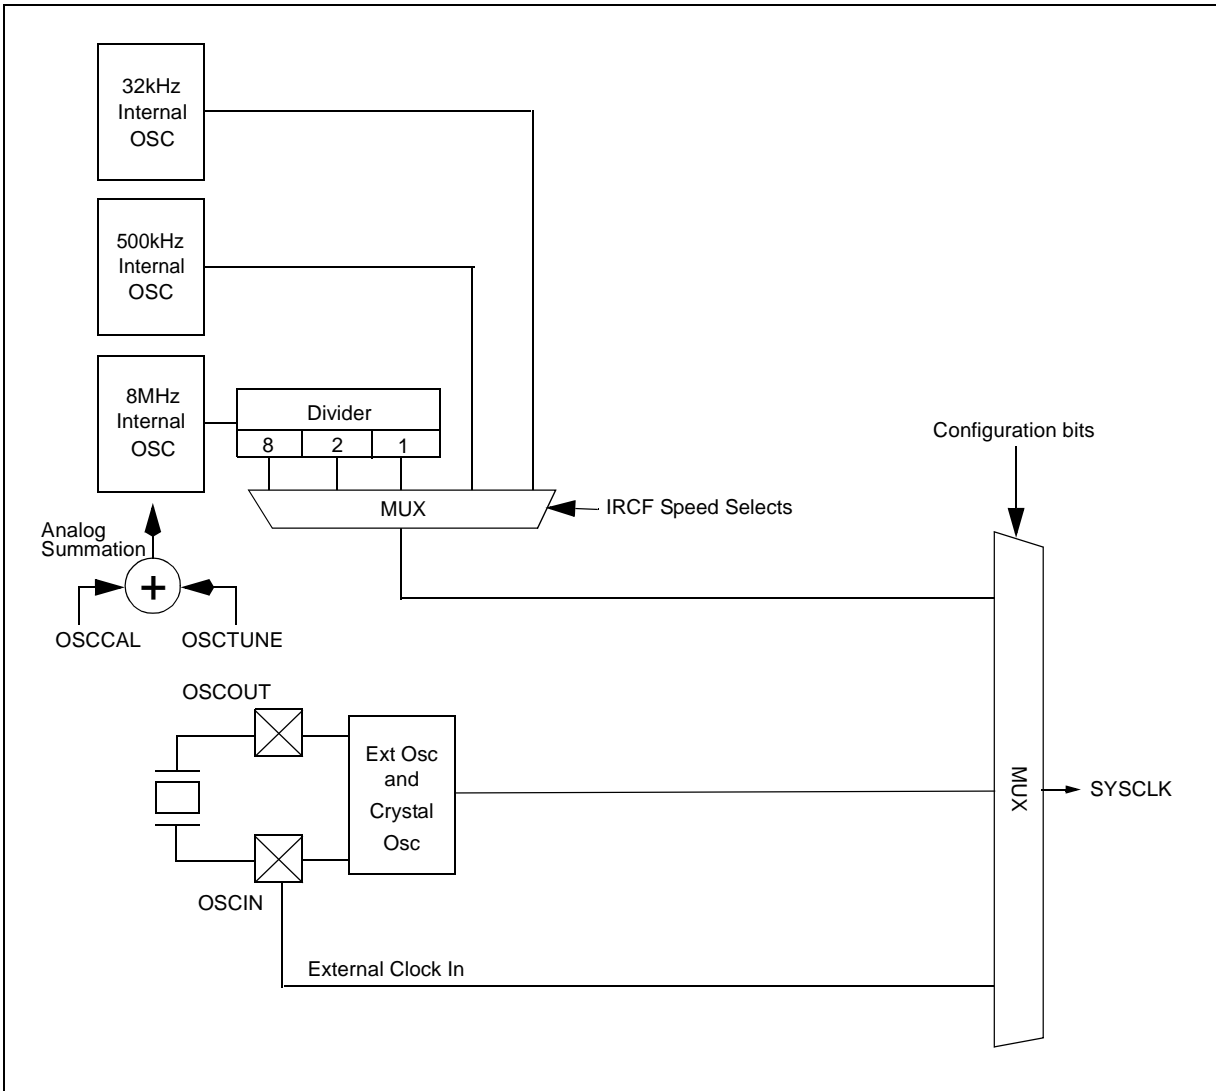 32kHz
Internal
OSC
500kHz
Internal
OSC
8MHz
Internal
OSC
Divider
8 2 1
MUX
IRCF Speed Selects
Configuration bits
Analog
Summation
+
OSCCAL
OSCTUNE
OSCOUT
Ext Osc
and
Crystal
Osc
OSCIN
External Clock In
MUX
SYSCLK